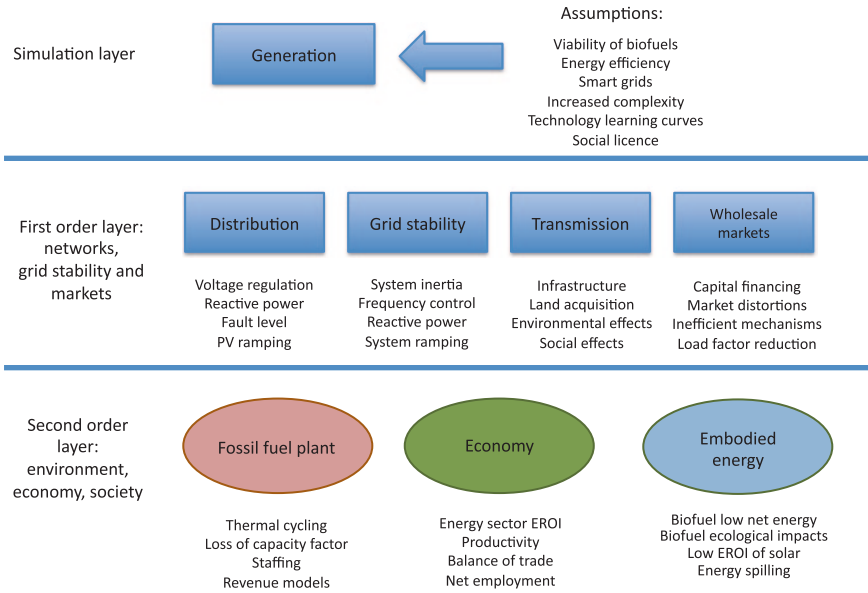 Simulation layer
Generation
Assumptions:
Viability of biofuels
Energy efficiency
Smart grids
Increased complexity
Technology learning curves
Social licence
First order layer:
networks,
grid stability and
markets
Distribution
Voltage regulation
Reactive power
Fault level
PV ramping
Grid stability
System inertia
Frequency control
Reactive power
System ramping
Transmission
Infrastructure
Land acquisition
Environmental effects
Social effects
Wholesale
markets
Capital financing
Market distortions
Inefficient mechanisms
Load factor reduction
Second order
layer:
environment,
economy, society
Fossil fuel plant
Thermal cycling
Loss of capacity factor
Staffing
Revenue models
Economy
Energy sector EROI
Productivity
Balance of trade
Net employment
Embodied
energy
Biofuel low net energy
Biofuel ecological impacts
Low EROI of solar
Energy spilling